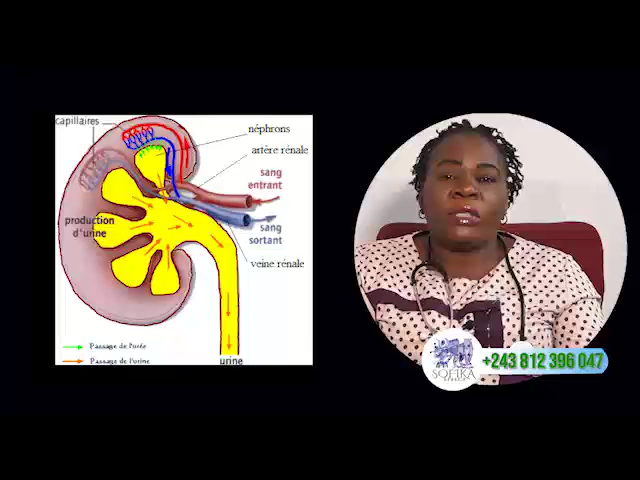 capillaires
néphrons
artère rénale
sang
entrant
production
d'urine
sang
sortant
veine rénale
Passage de l'urée
Passage de l'urine
urine
SOFIKA
+243 812 396 047